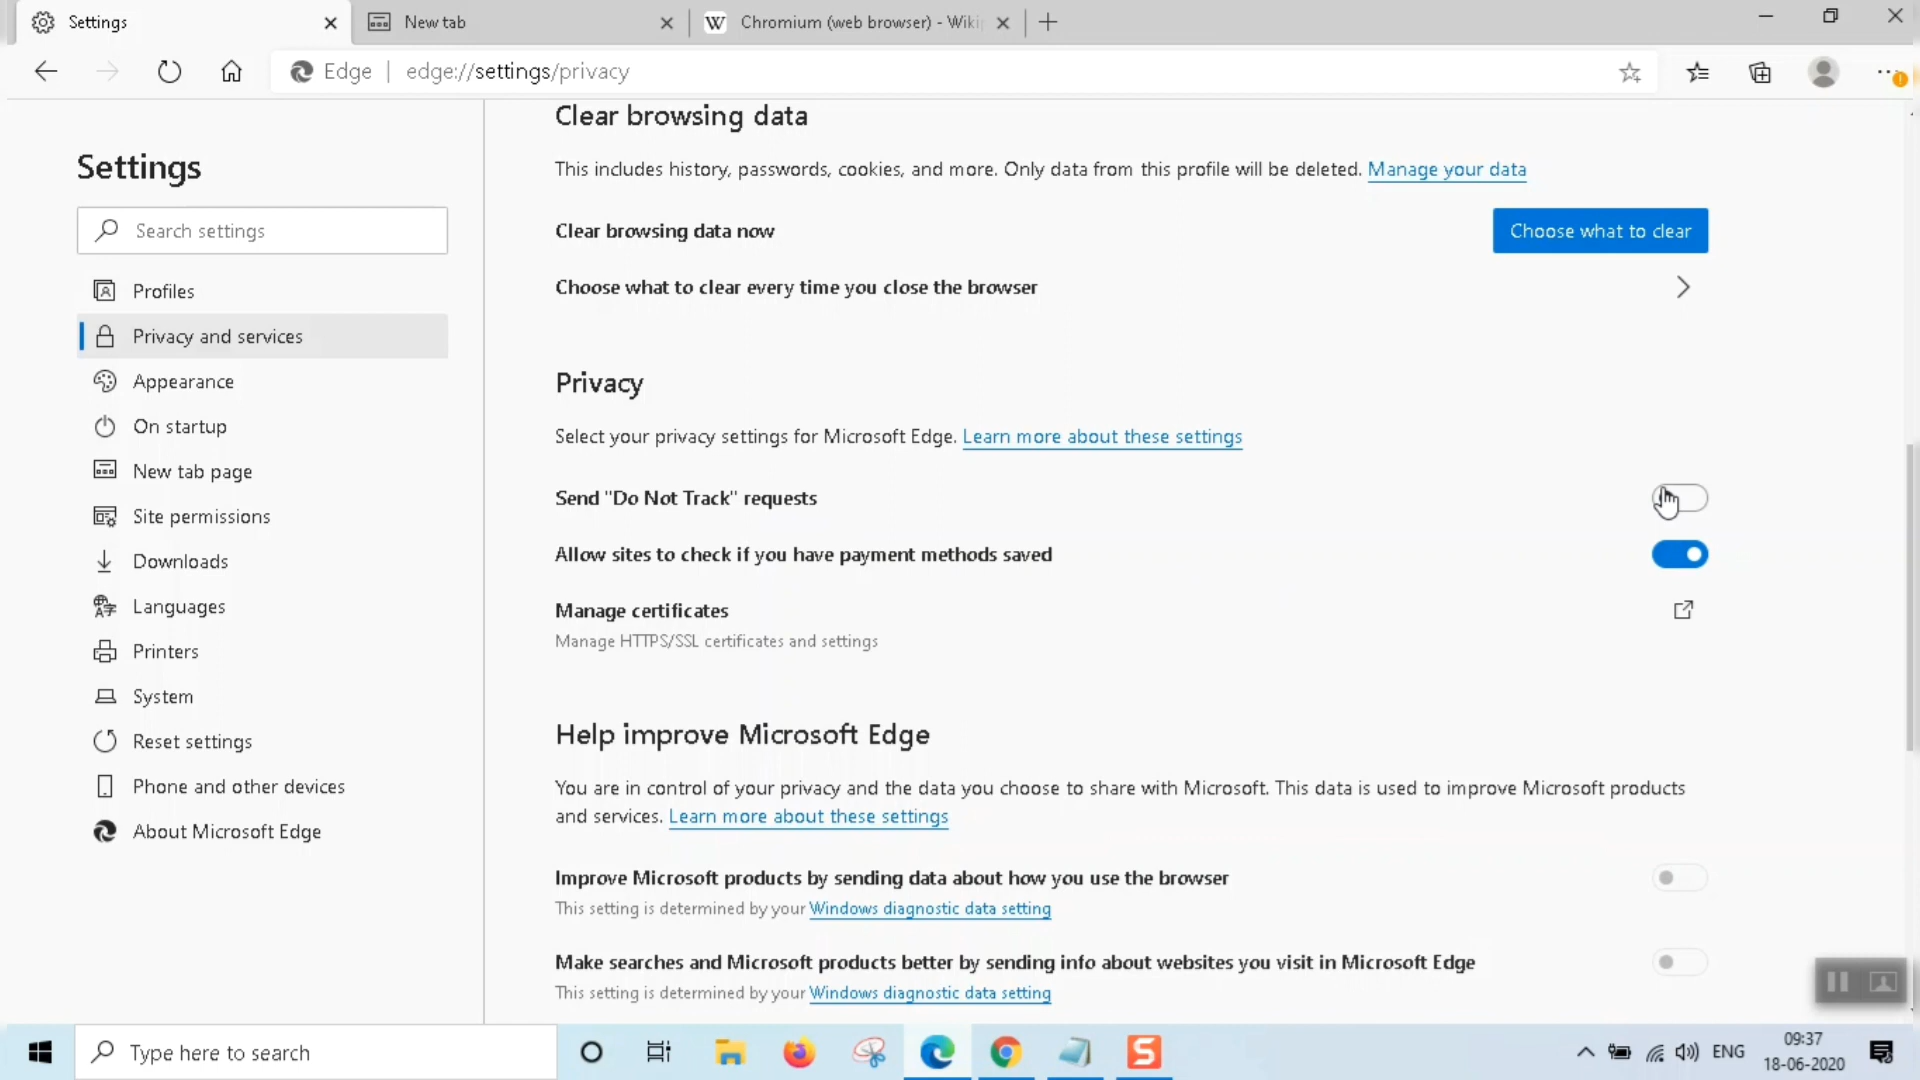 Settings
New tab
Chromium (web browser) - Wiki
Edge
edge://settings/privacy
Settings
Search settings
Profiles
Privacy and services
Appearance
On startup
New tab page
Site permissions
Downloads
Languages
Printers
System
Reset settings
Phone and other devices
About Microsoft Edge
Clear browsing data
This includes history, passwords, cookies, and more. Only data from this profile will be deleted. Manage your data
Clear browsing data now
Choose what to clear
Choose what to clear every time you close the browser
Privacy
Select your privacy settings for Microsoft Edge. Learn more about these settings
Send "Do Not Track" requests
Allow sites to check if you have payment methods saved
Manage certificates
Manage HTTPS/SSL certificates and settings
Help improve Microsoft Edge
You are in control of your privacy and the data you choose to share with Microsoft. This data is used to improve Microsoft products
and services. Learn more about these settings
Improve Microsoft products by sending data about how you use the browser
This setting is determined by your Windows diagnostic data setting
Make searches and Microsoft products better by sending info about websites you visit in Microsoft Edge
This setting is determined by your Windows diagnostic data setting
Type here to search
ENG
09:37
18-06-2020